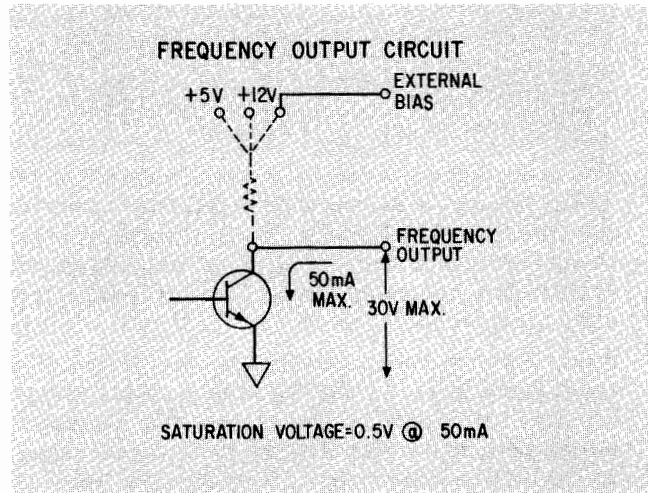 FREQUENCY OUTPUT CIRCUIT
+5V +12V
EXTERNAL
BIAS
FREQUENCY
OUTPUT
50mA
MAX.
30V MAX.
SATURATION VOLTAGE=0.5V @ 50mA